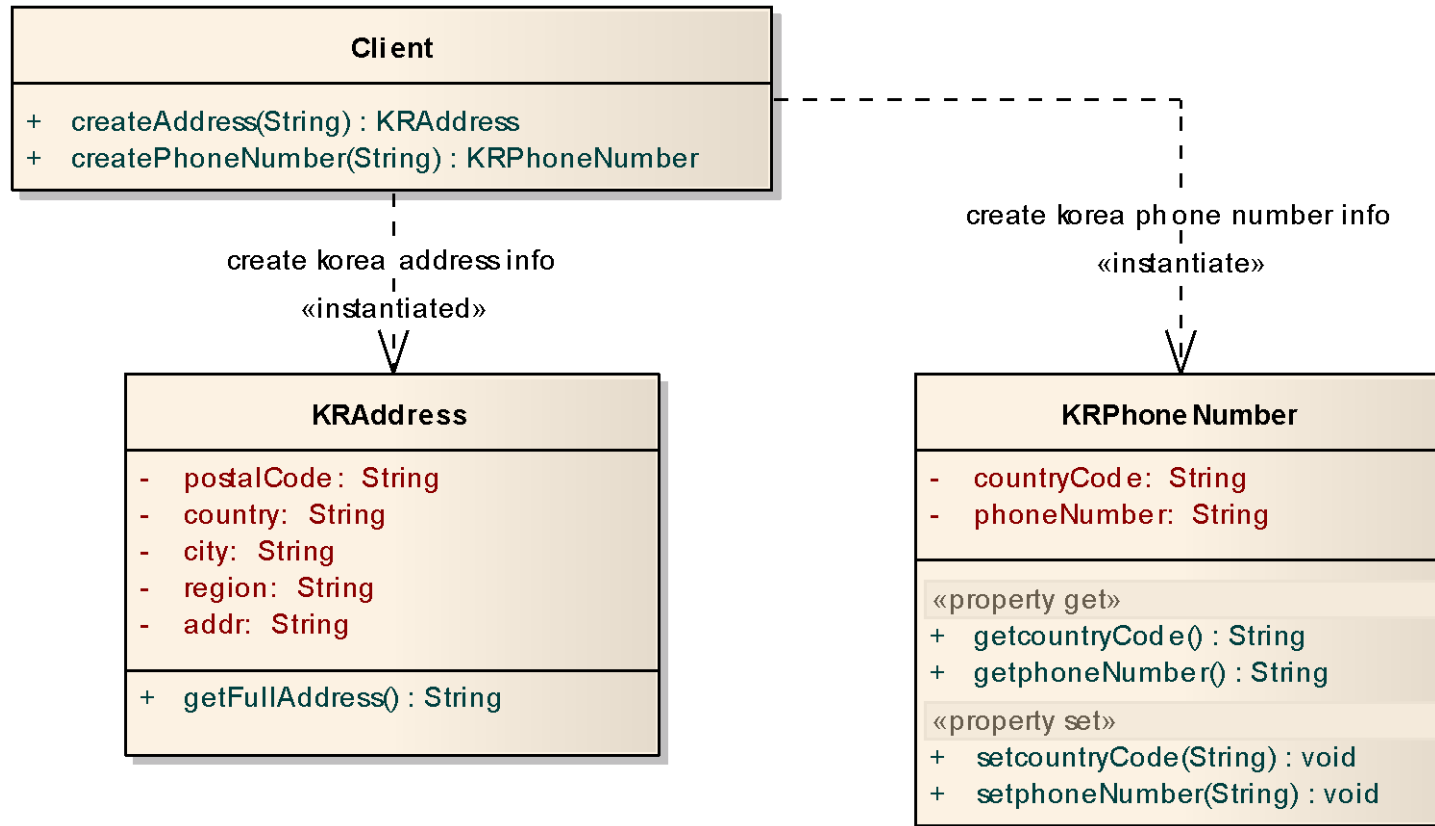 Client
+ createAddress(String) : KRAddress
+ createPhoneNumber(String) : KRPhoneNumber
create korea address info
«instantiated»
create korea phone number info
«instantiate»
KRAddress
- postalCode: String
- country: String
- city: String
- region: String
- addr: String
+ getFullAddress() : String
KRPhoneNumber
- countryCode: String
- phoneNumber: String
«property get»
+ getcountryCode() : String
+ getphoneNumber() : String
«property set»
+ setcountryCode(String) : void
+ setphoneNumber(String) : void